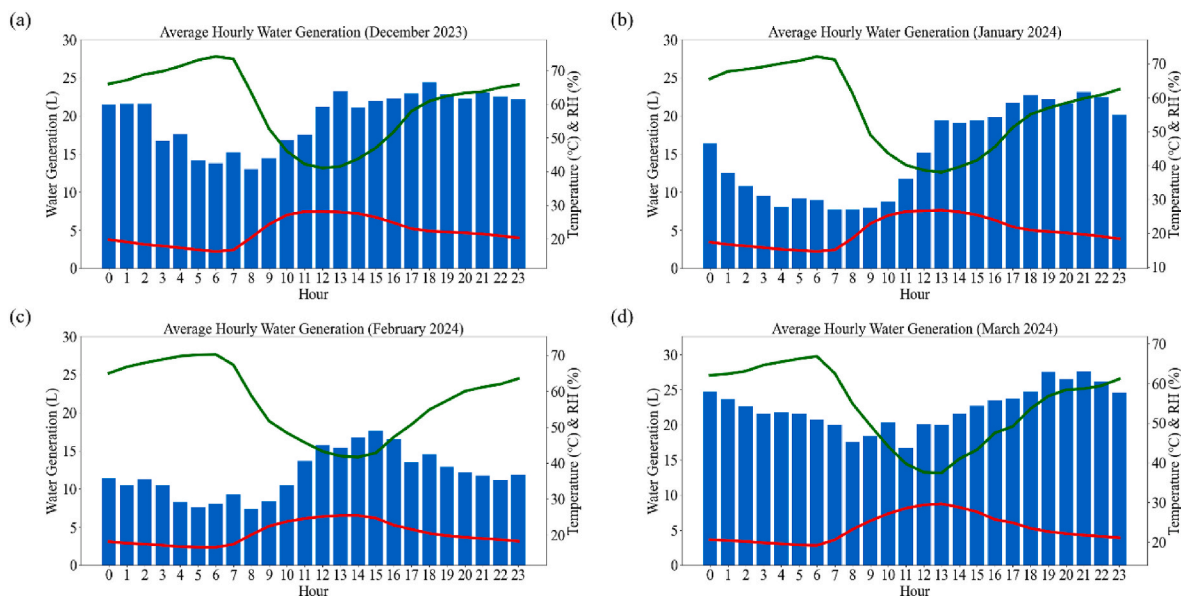 (a)
Average Hourly Water Generation (December 2023)
Water Generation (L)
30
25
20
15
10
5
0
70
60
50
40
30
20
Temperature (°C) & RH (%)
0 1 2 3 4 5 6 7 8 9 10 11 12 13 14 15 16 17 18 19 20 21 22 23
Hour
(b)
Average Hourly Water Generation (January 2024)
Water Generation (L)
30
25
20
15
10
5
0
70
60
50
40
30
20
10
Temperature (°C) & RH (%)
0 1 2 3 4 5 6 7 8 9 10 11 12 13 14 15 16 17 18 19 20 21 22 23
Hour
(c)
Average Hourly Water Generation (February 2024)
Water Generation (L)
30
25
20
15
10
5
0
70
60
50
40
30
20
Temperature (°C) & RH (%)
0 1 2 3 4 5 6 7 8 9 10 11 12 13 14 15 16 17 18 19 20 21 22 23
Hour
(d)
Average Hourly Water Generation (March 2024)
Water Generation (L)
30
25
20
15
10
5
0
70
60
50
40
30
20
Temperature (°C) & RH (%)
0 1 2 3 4 5 6 7 8 9 10 11 12 13 14 15 16 17 18 19 20 21 22 23
Hour